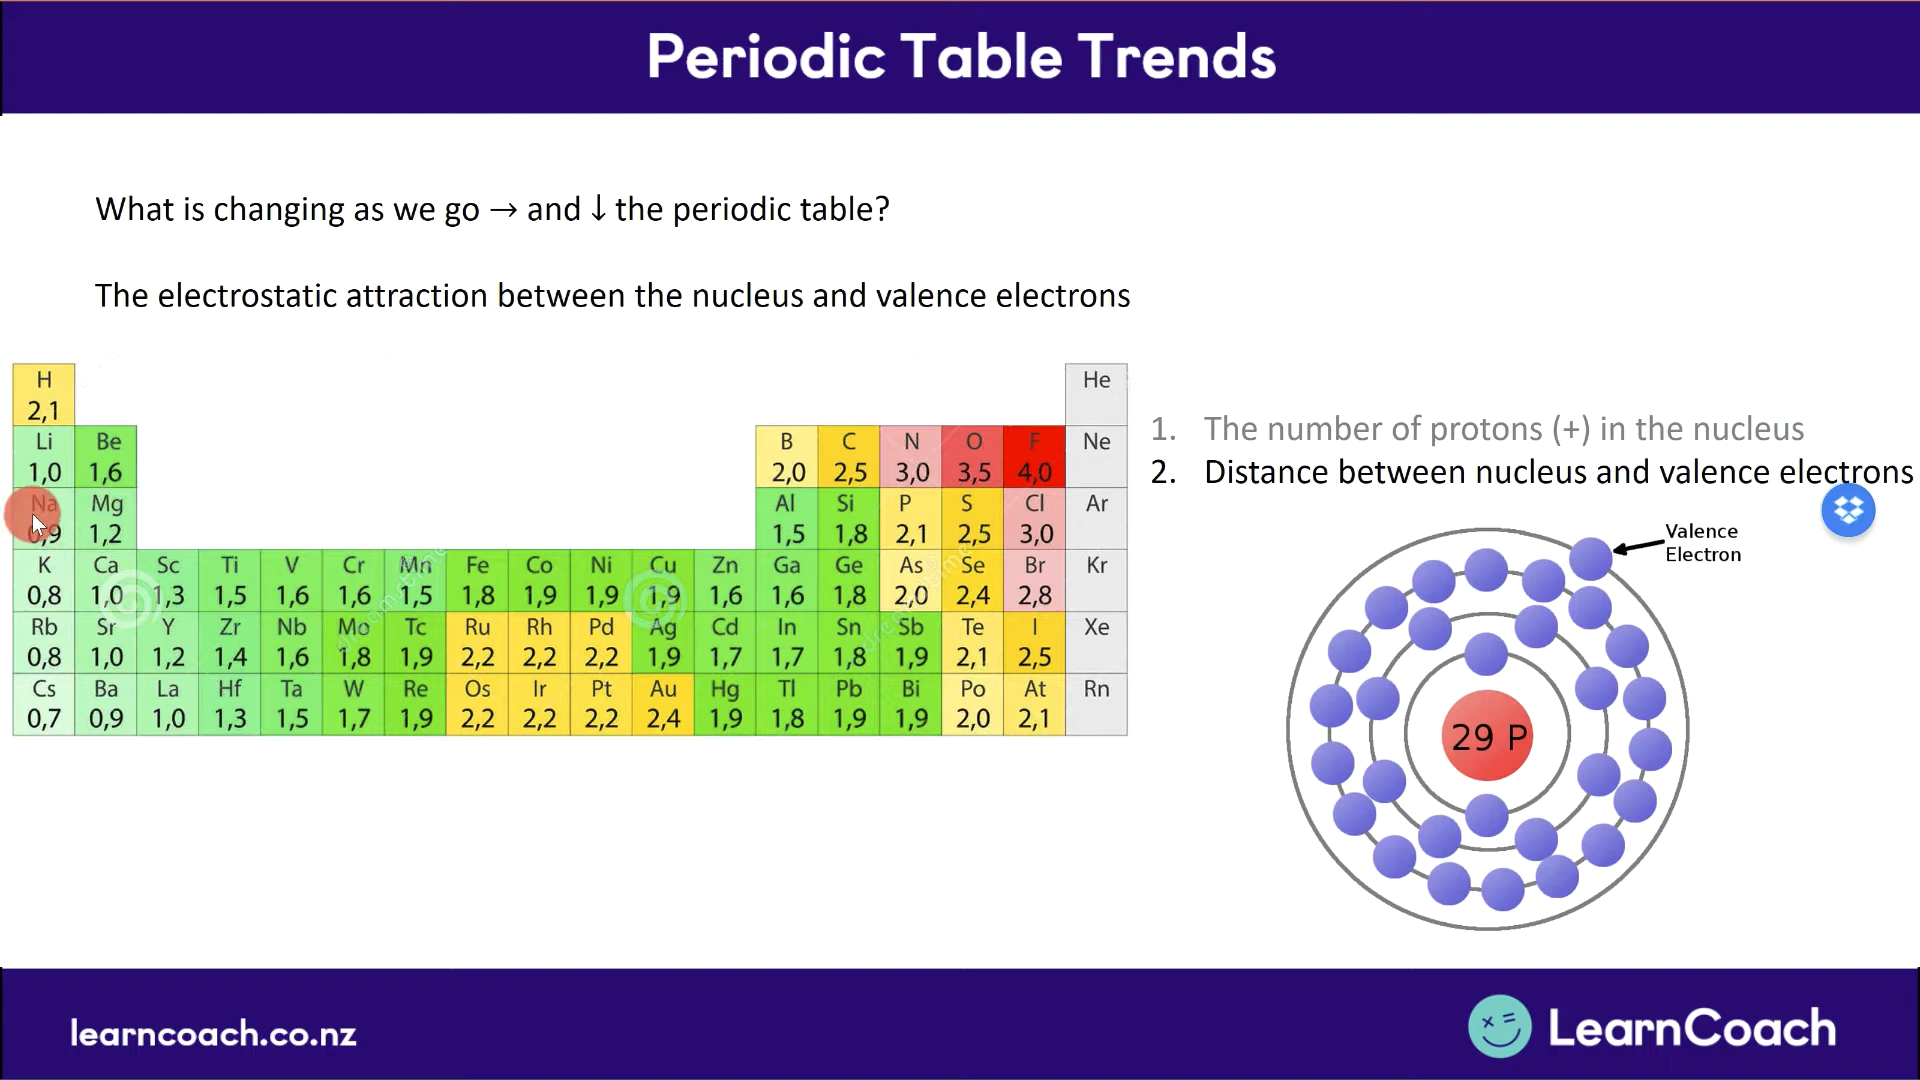 Periodic Table Trends
What is changing as we go → and ↓ the periodic table?
The electrostatic attraction between the nucleus and valence electrons
H He
2,1
Li Be B C N O F Ne
1,0 1,6 2,0 2,5 3,0 3,5 4,0
Na Mg Al Si P S Cl Ar
0,9 1,2 1,5 1,8 2,1 2,5 3,0
K Ca Sc Ti V Cr Mn Fe Co Ni Cu Zn Ga Ge As Se Br Kr
0,8 1,0 1,3 1,5 1,6 1,6 1,5 1,8 1,9 1,9 1,9 1,6 1,6 1,8 2,0 2,4 2,8
Rb Sr Y Zr Nb Mo Tc Ru Rh Pd Ag Cd In Sn Sb Te I Xe
0,8 1,0 1,2 1,4 1,6 1,8 1,9 2,2 2,2 2,2 1,9 1,7 1,7 1,8 1,9 2,1 2,5
Cs Ba La Hf Ta W Re Os Ir Pt Au Hg Tl Pb Bi Po At Rn
0,7 0,9 1,0 1,3 1,5 1,7 1,9 2,2 2,2 2,2 2,4 1,9 1,8 1,9 1,9 2,0 2,1
1. The number of protons (+) in the nucleus
2. Distance between nucleus and valence electrons
Valence
Electron
29 P
learncoach.co.nz
LearnCoach